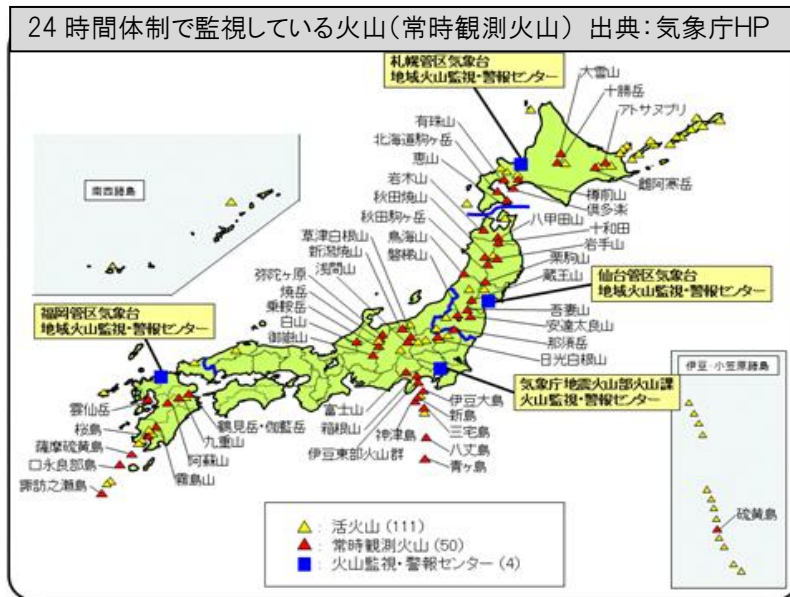 24 時間体制で監視している火山(常時観測火山) 出典:気象庁HP
札幌管区気象台
地域火山監視・警報センター
大雪山
十勝岳
アトサヌプリ
有珠山
北海道駒ヶ岳
恵山
岩木山
秋田焼山
秋田駒ヶ岳
鳥海山
磐梯山
雌阿寒岳
樽前山
倶多楽
八甲田山
十和田
岩手山
栗駒山
蔵王山
仙台管区気象台
地域火山監視・警報センター
吾妻山
安達太良山
那須岳
日光白根山
草津白根山
新潟焼山
浅間山
弥陀ヶ原
焼岳
乗鞍岳
白山
御嶽山
南西諸島
福岡管区気象台
地域火山監視・警報センター
気象庁地震火山部火山課
火山監視・警報センター
富士山
箱根山
伊豆東部火山群
伊豆大島
新島
神津島
三宅島
八丈島
青ヶ島
雲仙岳
桜島
薩摩硫黄島
口永良部島
諏訪之瀬島
鶴見岳・伽藍岳
九重山
阿蘇山
霧島山
伊豆・小笠原諸島
硫黄島
:活火山(111)
:常時観測火山(50)
:火山監視・警報センター(4)